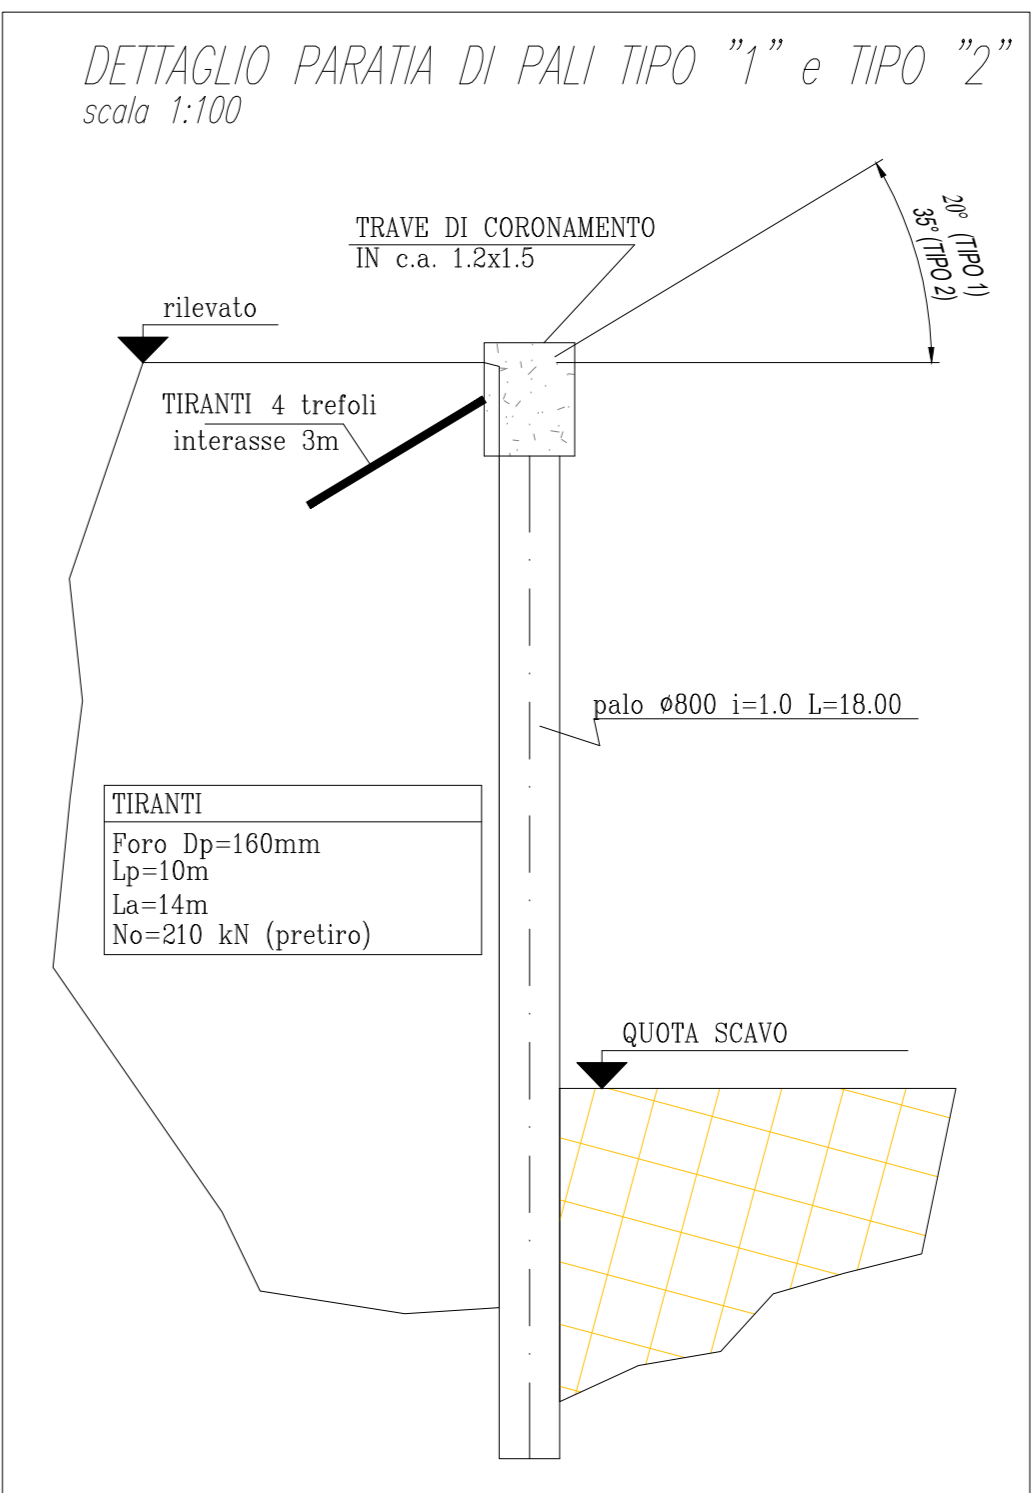 DETTAGLIO PARATIA DI PALI TIPO "1" e TIPO "2"
scala 1:100
20° (TIPO 1)
35° (TIPO 2)
TRAVE DI CORONAMENTO
IN c.a. 1.2x1.5
rilevato
TIRANTI 4 trefoli
interasse 3m
palo ø800 i=1.0 L=18.00
TIRANTI
Foro Dp=160mm
Lp=10m
La=14m
No=210 kN (pretiro)
QUOTA SCAVO